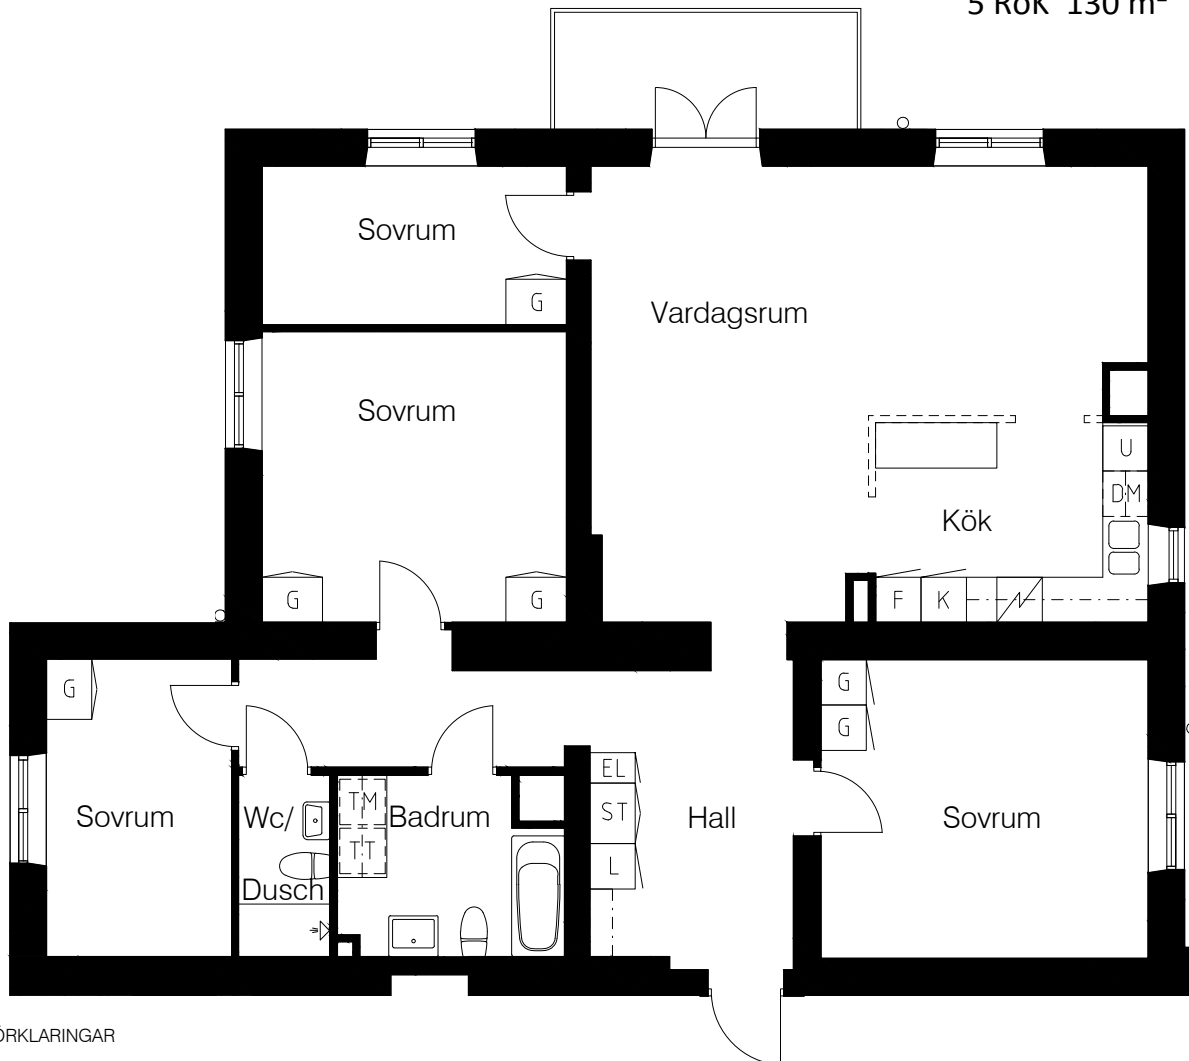 5 RoK 130 m²
Sovrum
G
Vardagsrum
Sovrum
U
DM
Kök
G
G
F
K
G
G
G
EL
TM
Sovrum
Wc/
Badrum
ST
Hall
Sovrum
TT
L
Dusch
ÖRKLARINGAR